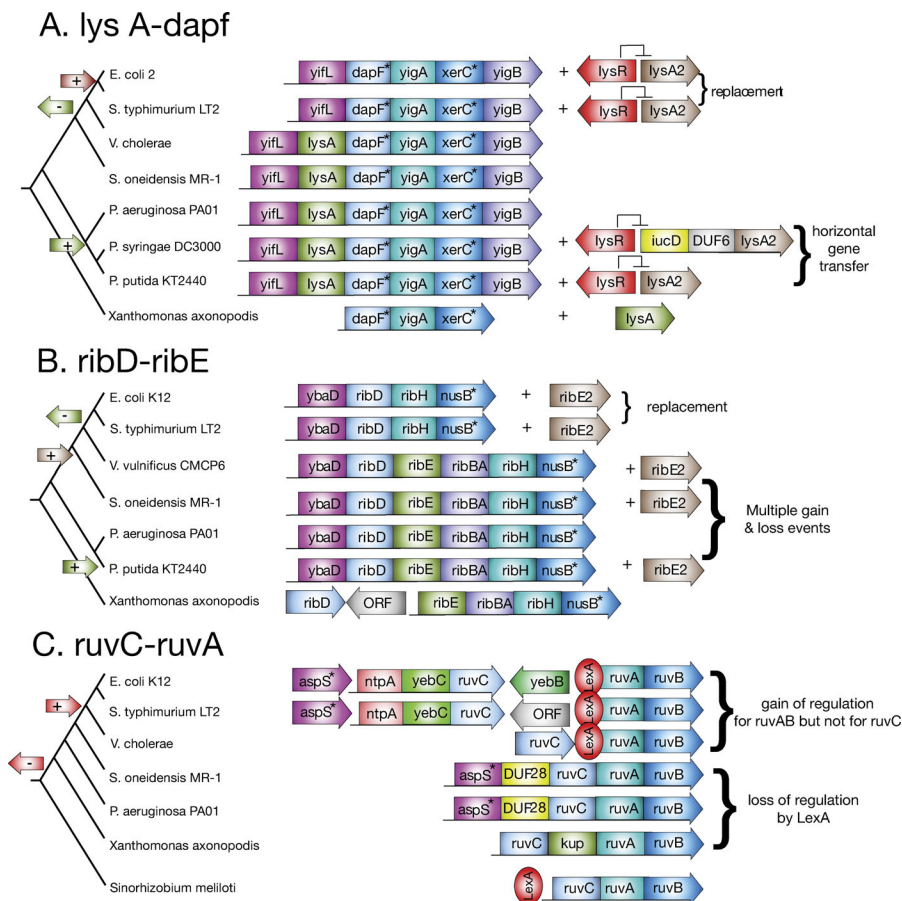 A. lys A-dapf
E. coli 2
yifL dapF* yigA xerC* yigB + lysR lysA2
+
-
S. typhimurium LT2
yifL dapF* yigA xerC* yigB + lysR lysA2
replacement
V. cholerae
yifL lysA dapF* yigA xerC* yigB
S. oneidensis MR-1
yifL lysA dapF* yigA xerC* yigB
P. aeruginosa PA01
yifL lysA dapF* yigA xerC* yigB
+
P. syringae DC3000
yifL lysA dapF* yigA xerC* yigB + lysR iucD DUF6 lysA2
P. putida KT2440
yifL lysA dapF* yigA xerC* yigB + lysR lysA2
horizontal
gene
transfer
Xanthomonas axonopodis
dapF* yigA xerC* + lysA
B. ribD-ribE
E. coli K12
ybaD ribD ribH nusB* + ribE2
-
S. typhimurium LT2
ybaD ribD ribH nusB* + ribE2
replacement
+
V. vulnificus CMCP6
ybaD ribD ribE ribBA ribH nusB* + ribE2
S. oneidensis MR-1
ybaD ribD ribE ribBA ribH nusB* + ribE2
P. aeruginosa PA01
ybaD ribD ribE ribBA ribH nusB*
+
P. putida KT2440
ybaD ribD ribE ribBA ribH nusB* + ribE2
Multiple gain
& loss events
Xanthomonas axonopodis
ribD ORF ribE ribBA ribH nusB*
C. ruvC-ruvA
E. coli K12
aspS* ntpA yebC ruvC yebB LexA ruvA ruvB
+
S. typhimurium LT2
aspS* ntpA yebC ruvC ORF LexA ruvA ruvB
V. cholerae
ruvC LexA ruvA ruvB
gain of regulation
for ruvAB but not for ruvC
-
S. oneidensis MR-1
aspS* DUF28 ruvC ruvA ruvB
P. aeruginosa PA01
aspS* DUF28 ruvC ruvA ruvB
Xanthomonas axonopodis
ruvC kup ruvA ruvB
loss of regulation
by LexA
Sinorhizobium meliloti
LexA ruvC ruvA ruvB